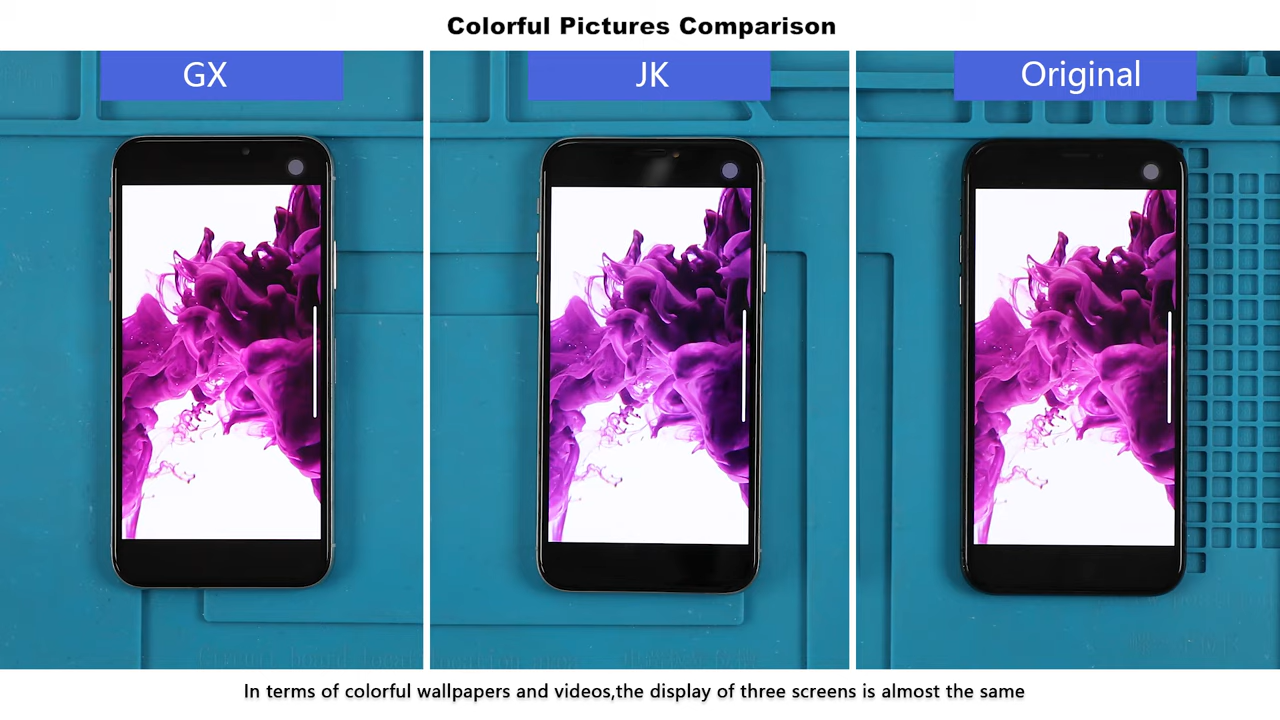 Colorful Pictures Comparison
GX
JK
Original
In terms of colorful wallpapers and videos,the display of three screens is almost the same